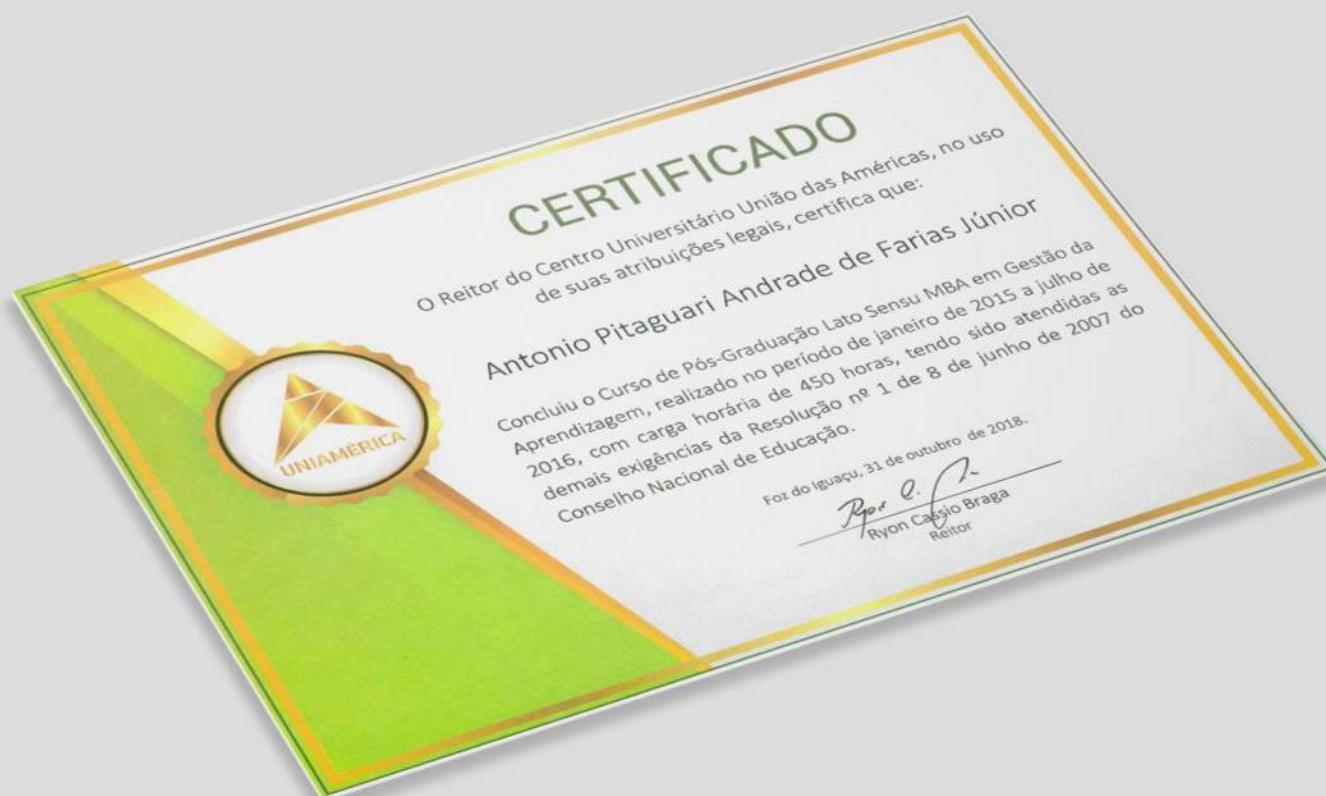 CERTIFICADO
O Reitor do Centro Universitário União das Américas, no uso
de suas atribuições legais, certifica que:
Antonio Pitaguari Andrade de Farias Júnior
Concluiu o Curso de Pós-Graduação Lato Sensu MBA em Gestão da
Aprendizagem, realizado no período de janeiro de 2015 a julho de
2016, com carga horária de 450 horas, tendo sido atendidas as
demais exigências da Resolução nº 1 de 8 de junho de 2007 do
Conselho Nacional de Educação.
Foz do Iguaçu, 31 de outubro de 2018.
Ryon Cassio Braga
Reitor
UNIAMÉRICA